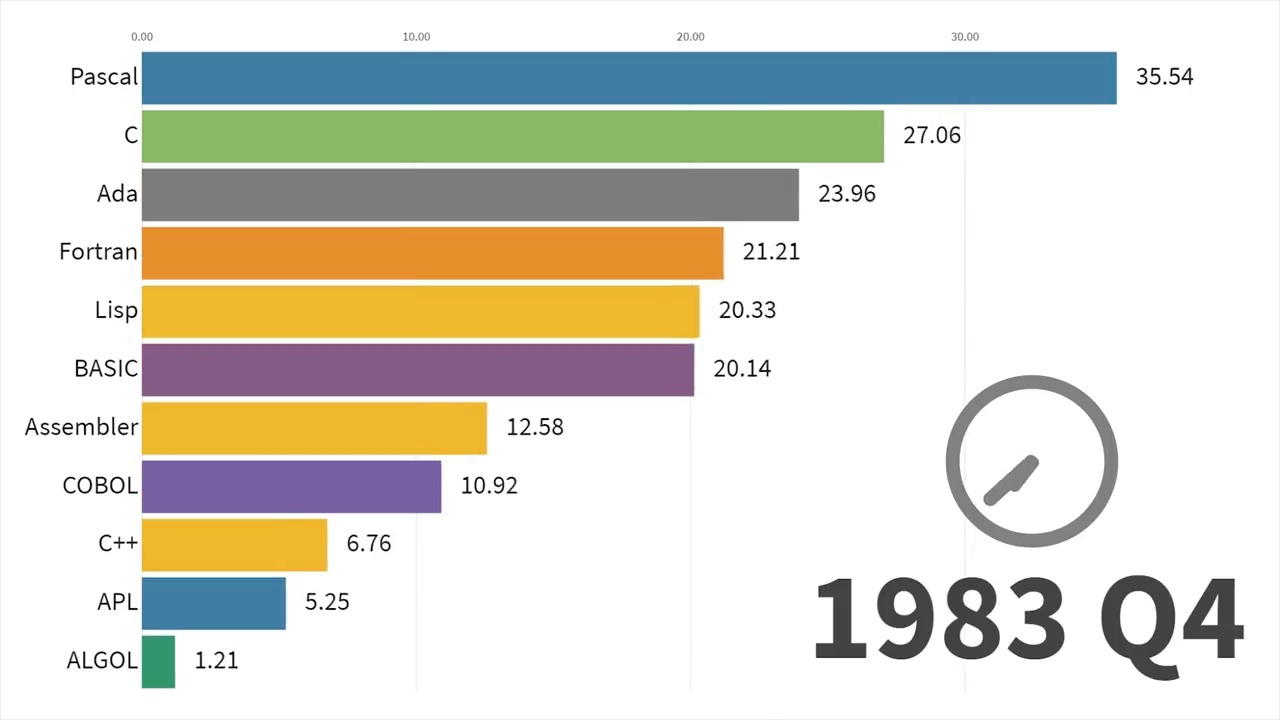 0.00 10.00 20.00 30.00
Pascal 35.54
C 27.06
Ada 23.96
Fortran 21.21
Lisp 20.33
BASIC 20.14
Assembler 12.58
COBOL 10.92
C++ 6.76
APL 5.25
ALGOL 1.21
1983 Q4